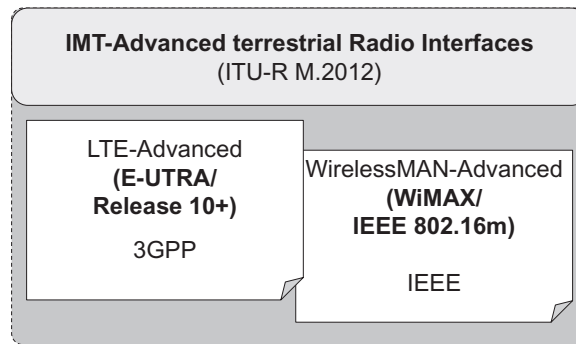 IMT-Advanced terrestrial Radio Interfaces
(ITU-R M.2012)
LTE-Advanced
(E-UTRA/
Release 10+)
3GPP
WirelessMAN-Advanced
(WiMAX/
IEEE 802.16m)
IEEE